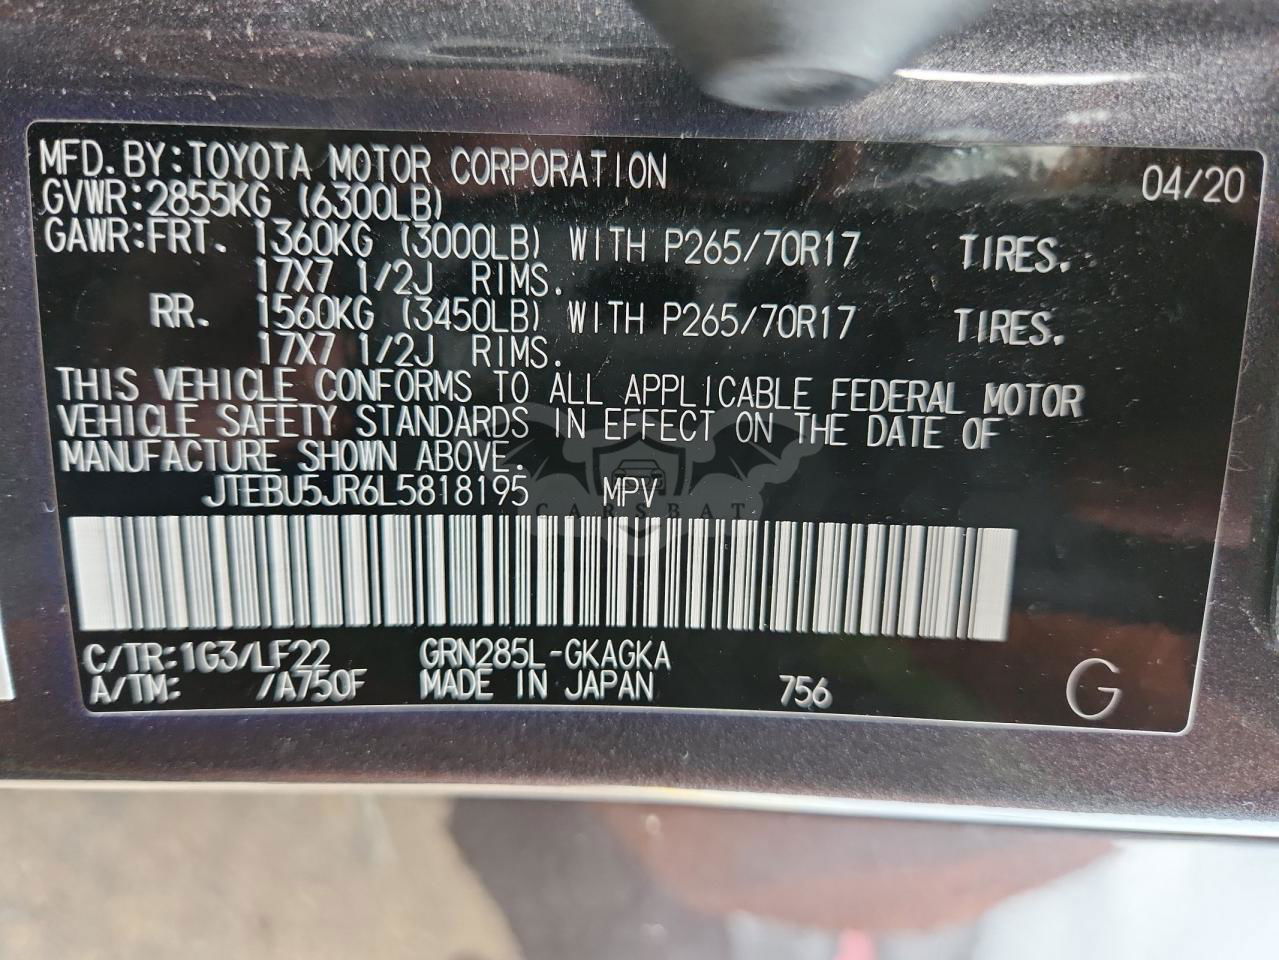 MFD.BY:TOYOTA MOTOR CORPORATION 04/20
GVWR:2855KG (6300LB)
GAWR:FRT. 1360KG (3000LB) WITH P265/70R17 TIRES.
17X7 1/2J RIMS.
RR. 1560KG (3450LB) WITH P265/70R17 TIRES.
17X7 1/2J RIMS.
THIS VEHICLE CONFORMS TO ALL APPLICABLE FEDERAL MOTOR
VEHICLE SAFETY STANDARDS IN EFFECT ON THE DATE OF
MANUFACTURE SHOWN ABOVE.
JTEBU5JR6L5818195 MPV
CARSBAT
C/TR:1G3/LF22 GRN285L-GKAGKA
A/TM: /A750F MADE IN JAPAN 756 G